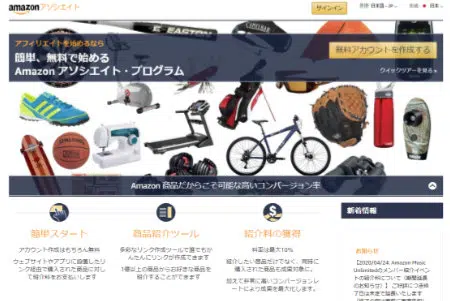 amazonアソシエイト
サインイン
日本語 - JP
日本
アフィリエイトを始めるなら
無料アカウントを作成する
簡単、無料で始める
Amazon アソシエイト・プログラム
クイックツアーを見る
EASTON
Amazon 商品だからこそ可能な高いコンバージョン率
簡単スタート
アカウント作成はもちろん無料
ウェブサイトやアプリに設置したリンク経由で購入された商品に対して紹介料をお支払いします
商品紹介ツール
多彩なリンク作成ツールで誰でもかんたんにリンクが作成できます
1億以上の商品からお好きな商品を紹介することができます
紹介料の獲得
料率は最大10%
紹介したい商品だけでなく、同時に購入された商品も成果対象に。
加えて非常に高いコンバージョンレートにより成果を最大化します。
新着情報
お知らせ
【2020/04/24: Amazon Music Unlimitedのメンバー紹介イベントの紹介料について（期間延長のお知らせ）】